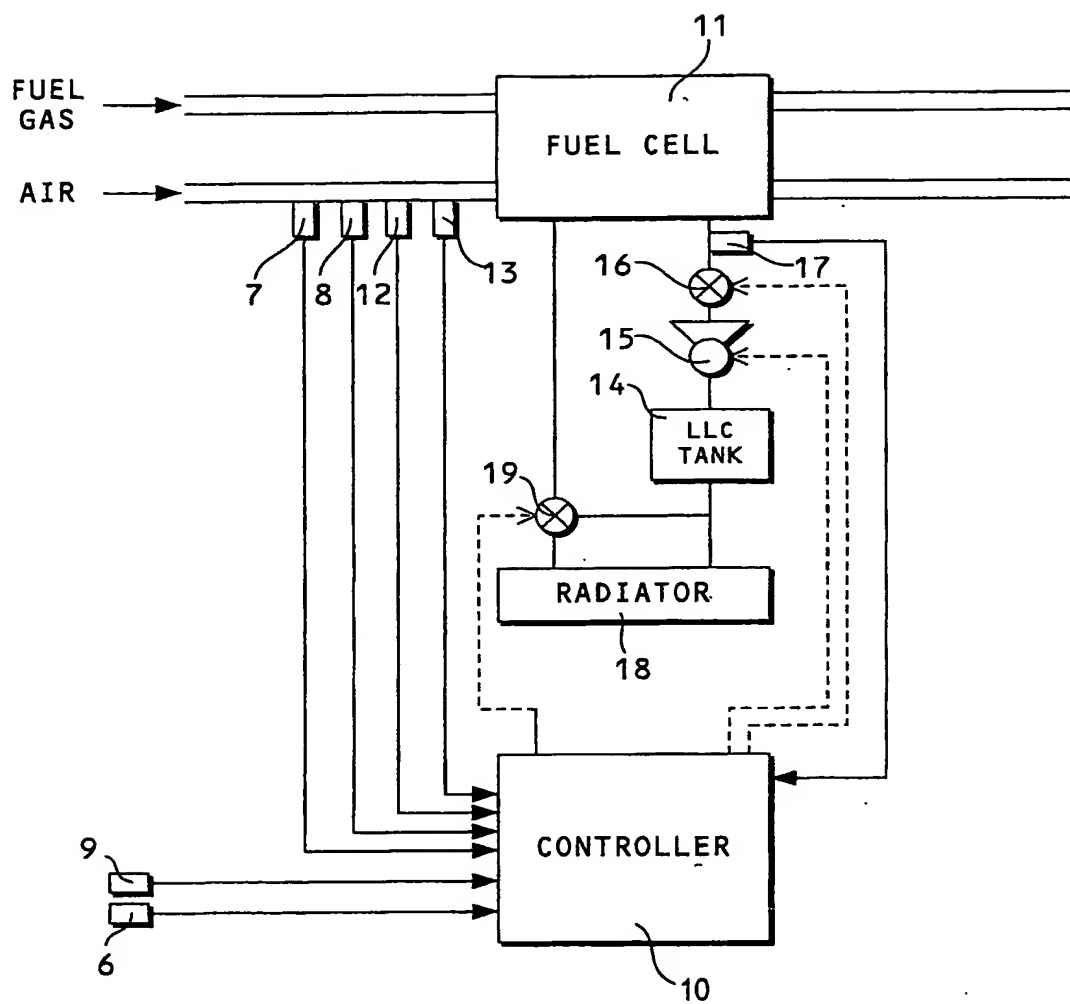 11
FUEL
GAS
FUEL CELL
AIR
7
8
12
13
16
17
15
14
LLC
TANK
19
RADIATOR
18
CONTROLLER
9
6
10